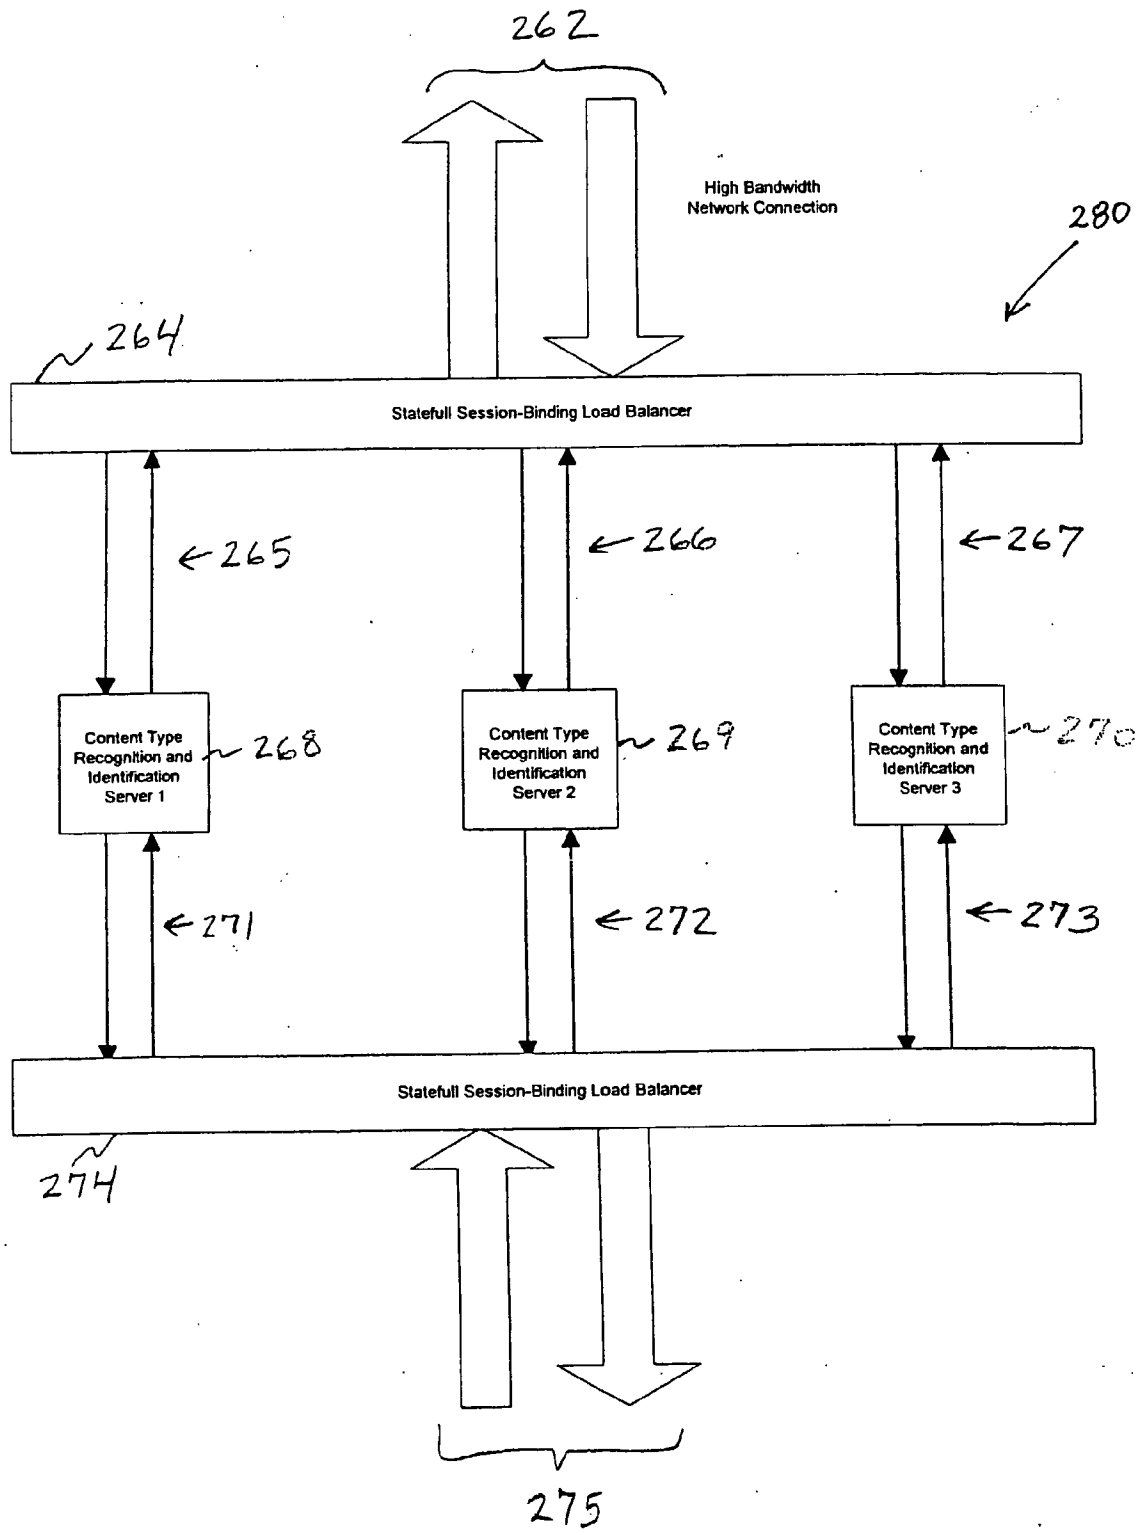 262
High Bandwidth
Network Connection
280
264
Statefull Session-Binding Load Balancer
265
266
267
Content Type
Recognition and
Identification
Server 1
268
Content Type
Recognition and
Identification
Server 2
269
Content Type
Recognition and
Identification
Server 3
270
271
272
273
Statefull Session-Binding Load Balancer
274
275